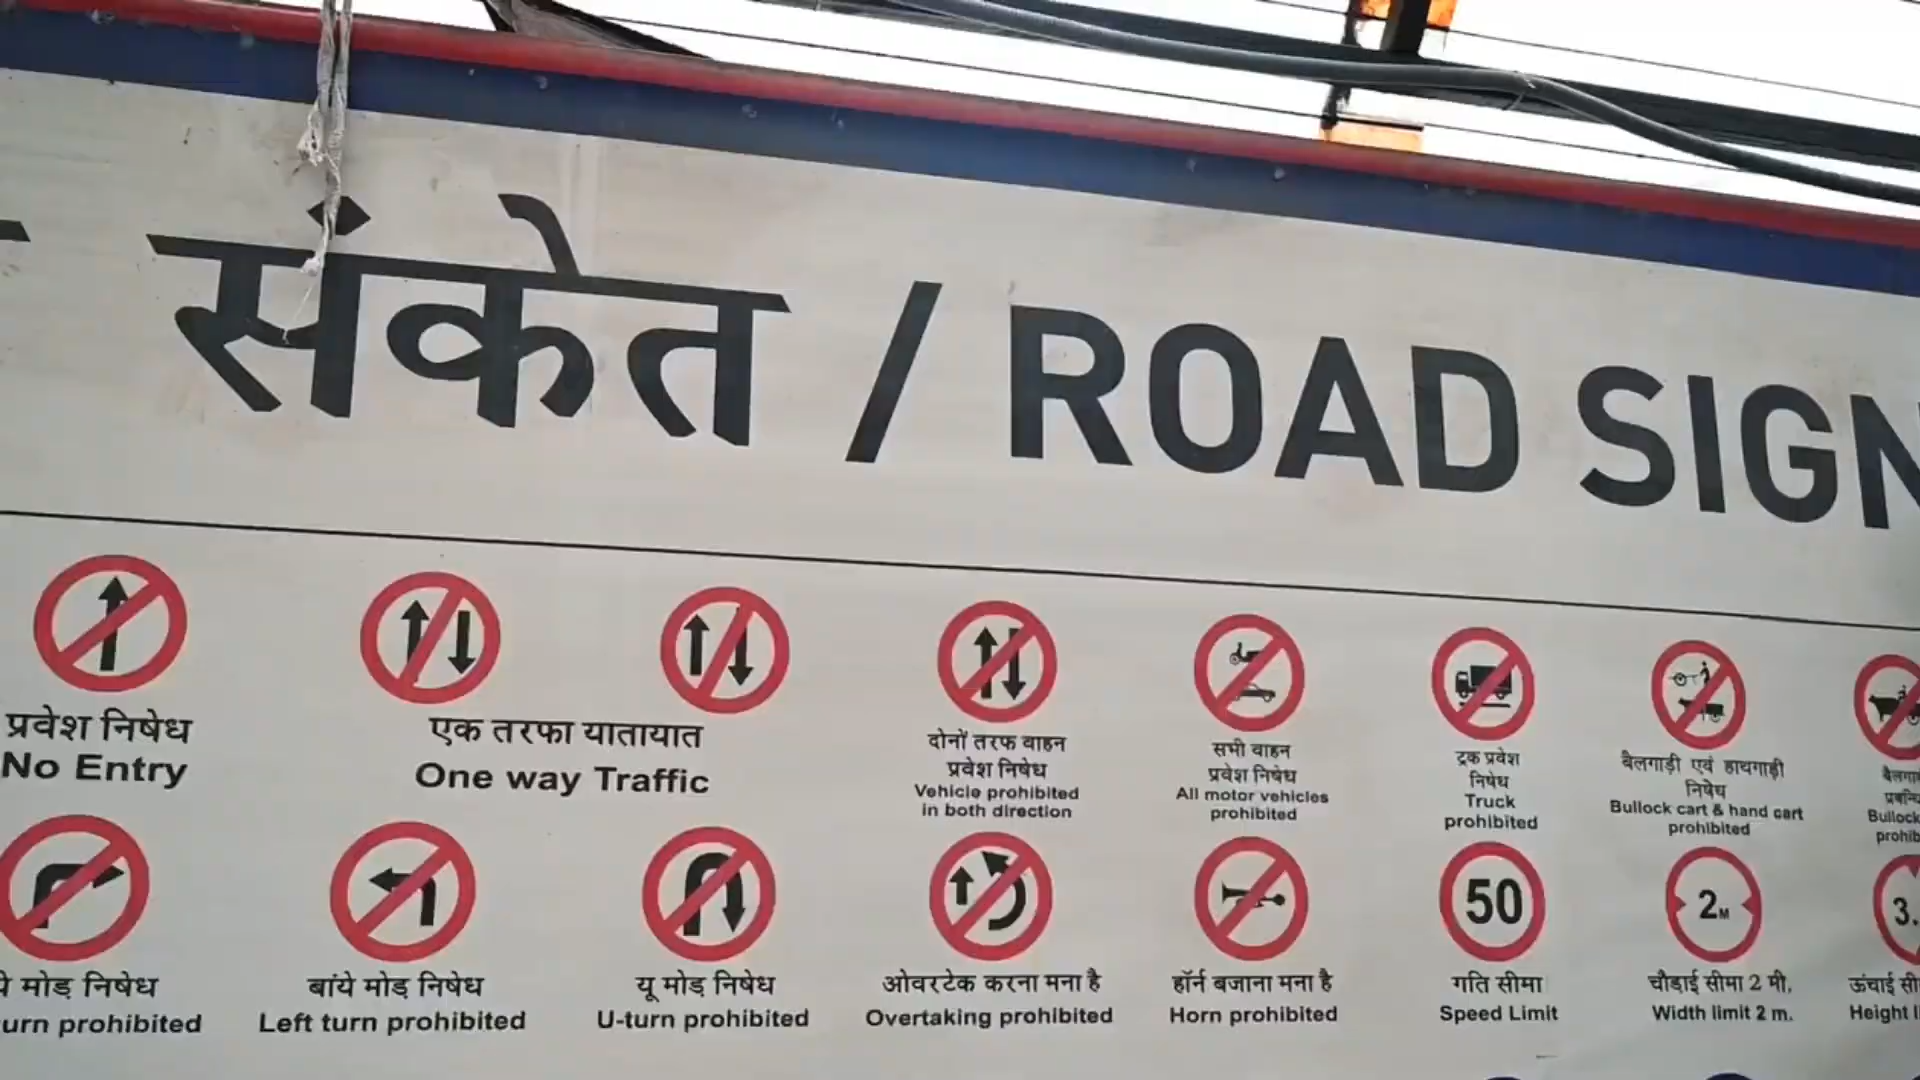 संकेत / ROAD SIGN
प्रवेश निषेध
No Entry
एक तरफा यातायात
One way Traffic
दोनों तरफ वाहन
प्रवेश निषेध
Vehicle prohibited
in both direction
सभी वाहन
प्रवेश निषेध
All motor vehicles
prohibited
ट्रक प्रवेश
निषेध
Truck
prohibited
बैलगाड़ी एवं हाथगाड़ी
निषेध
Bullock cart & hand cart
prohibited
Bullock
50
2M
3.
मोड़ निषेध
urn prohibited
बांये मोड़ निषेध
Left turn prohibited
यू मोड़ निषेध
U-turn prohibited
ओवरटेक करना मना है
Overtaking prohibited
हॉर्न बजाना मना है
Horn prohibited
गति सीमा
Speed Limit
चौड़ाई सीमा 2 मी.
Width limit 2 m.
ऊंचाई
Height